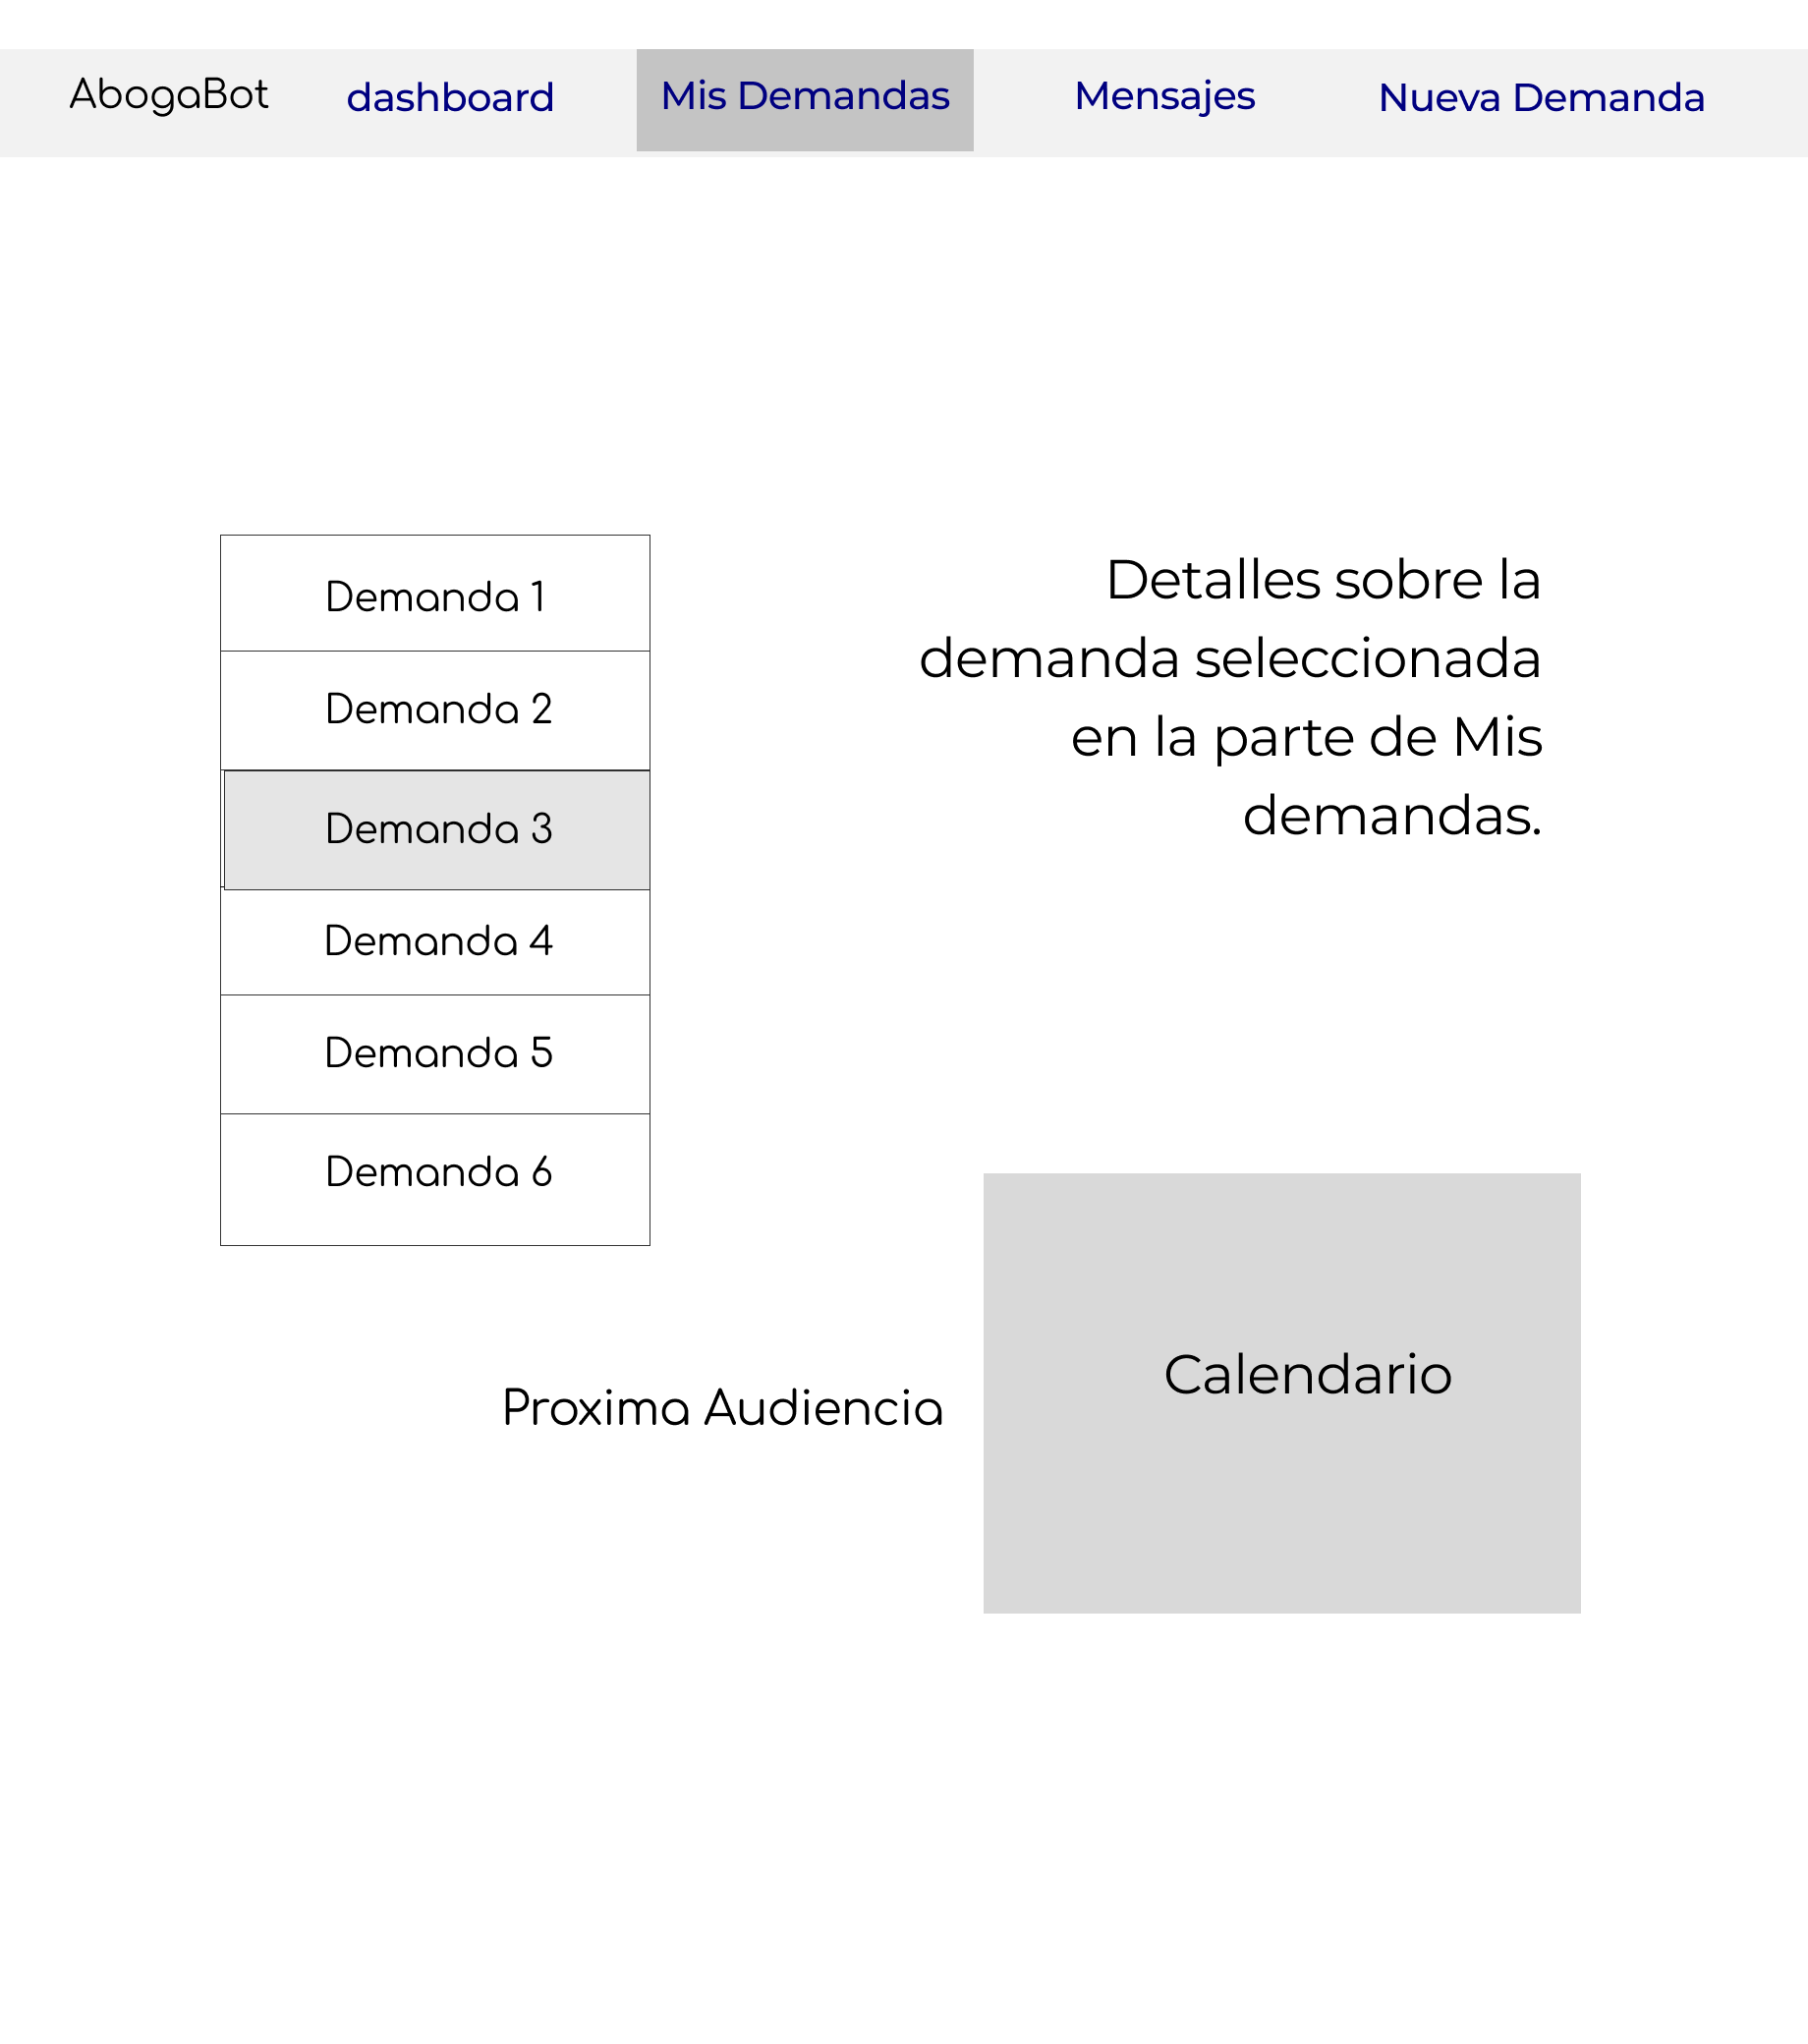 AbogaBot
dashboard
Mis Demandas
Mensajes
Nueva Demanda
Demanda 1
Demanda 2
Demanda 3
Demanda 4
Demanda 5
Demanda 6
Detalles sobre la
demanda seleccionada
en la parte de Mis
demandas.
Proxima Audiencia
Calendario